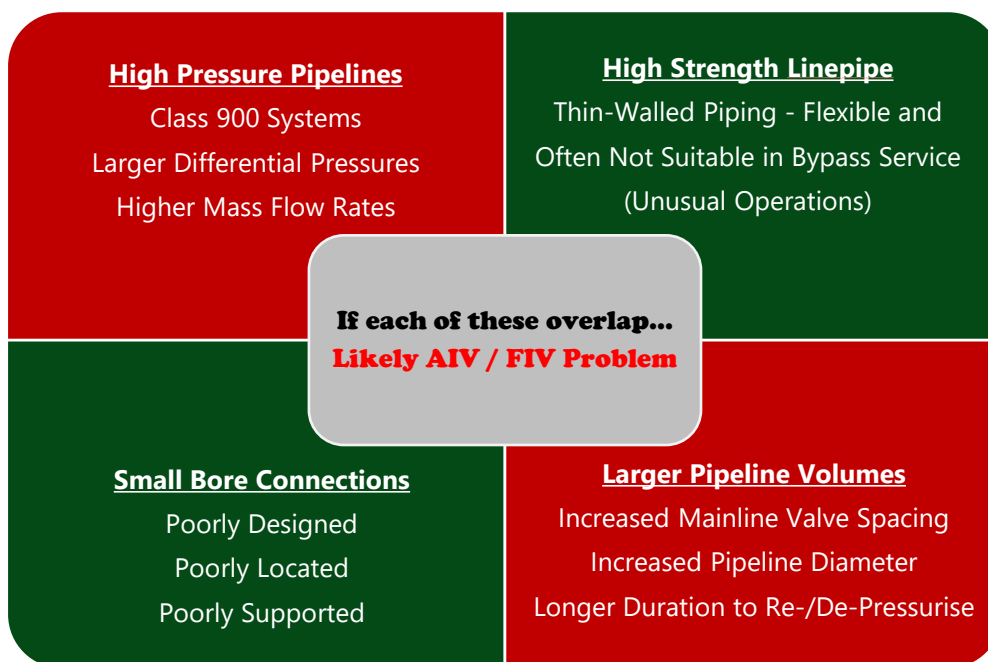 High Pressure Pipelines
Class 900 Systems
Larger Differential Pressures
Higher Mass Flow Rates
High Strength Linepipe
Thin-Walled Piping - Flexible and
Often Not Suitable in Bypass Service
(Unusual Operations)
If each of these overlap...
Likely AIV / FIV Problem
Small Bore Connections
Poorly Designed
Poorly Located
Poorly Supported
Larger Pipeline Volumes
Increased Mainline Valve Spacing
Increased Pipeline Diameter
Longer Duration to Re-/De-Pressurise